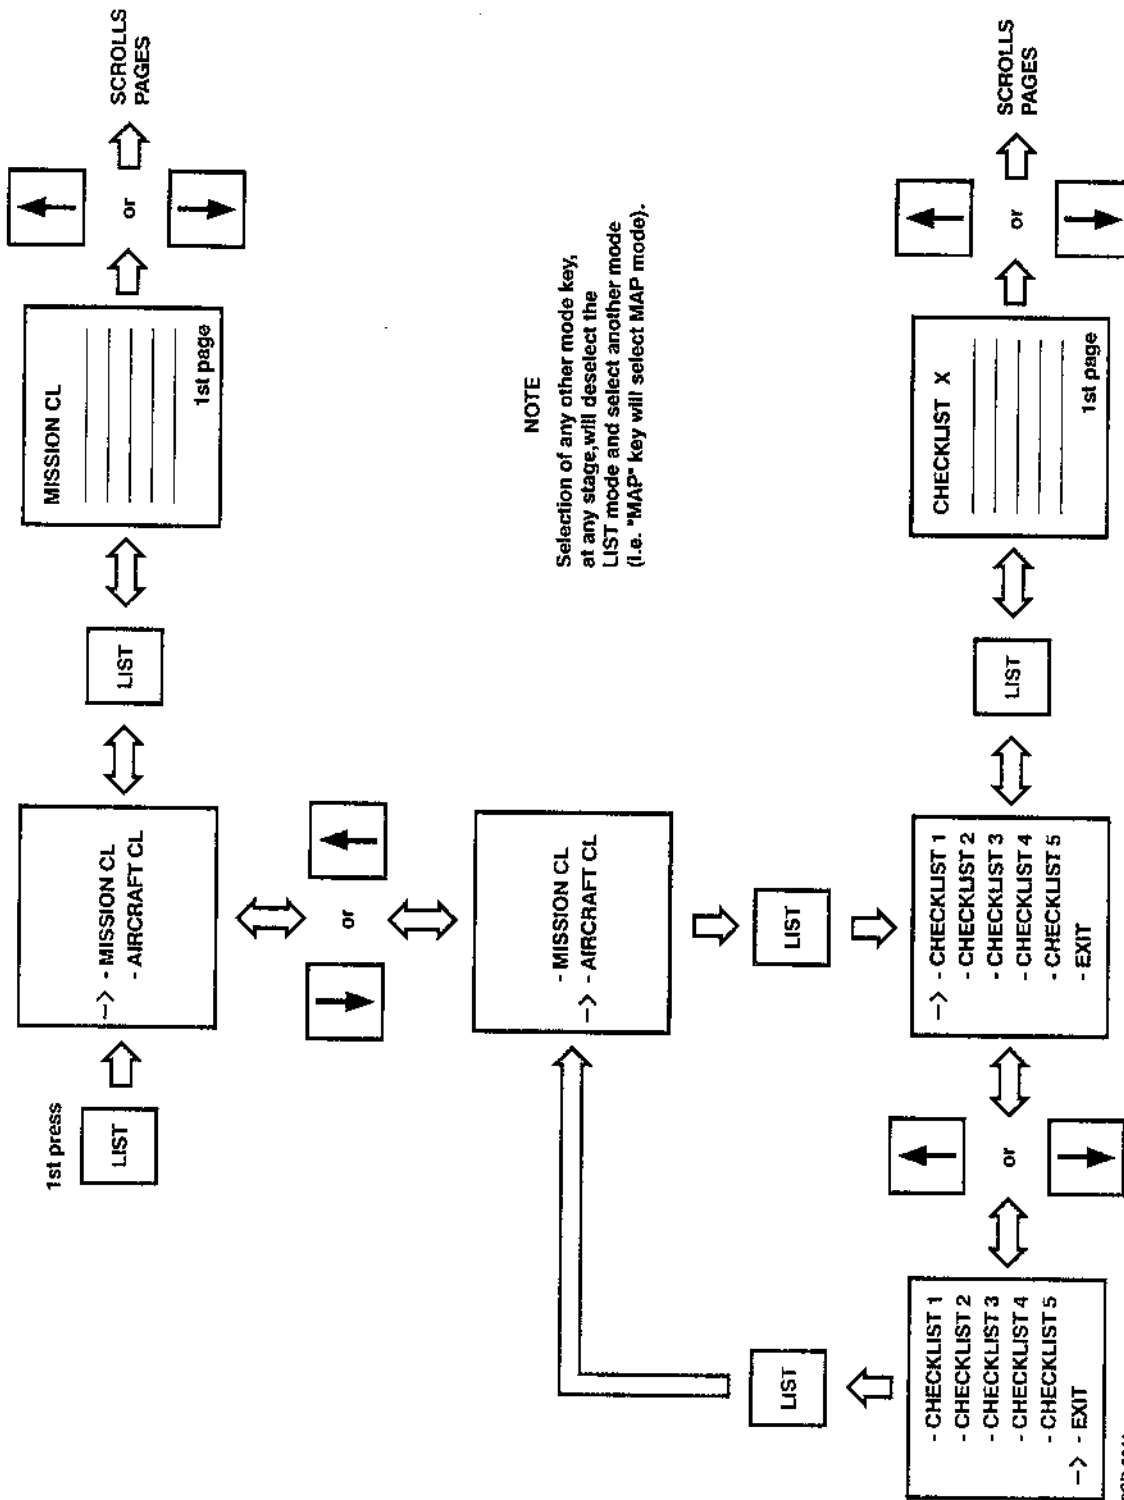 1st press
LIST
--> - MISSION CL
- AIRCRAFT CL
LIST
MISSION CL
1st page
or
SCROLLS
PAGES
or
- MISSION CL
--> - AIRCRAFT CL
NOTE
Selection of any other mode key,
at any stage,will deselect the
LIST mode and select another mode
(i.e. "MAP" key will select MAP mode).
LIST
LIST
- CHECKLIST 1
- CHECKLIST 2
- CHECKLIST 3
- CHECKLIST 4
- CHECKLIST 5
--> - EXIT
or
--> - CHECKLIST 1
- CHECKLIST 2
- CHECKLIST 3
- CHECKLIST 4
- CHECKLIST 5
- EXIT
LIST
CHECKLIST X
1st page
or
SCROLLS
PAGES